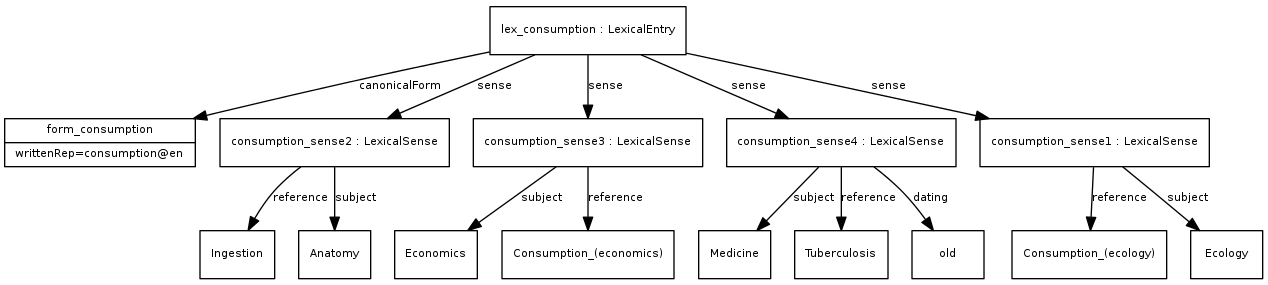 lex_consumption : LexicalEntry
canonicalForm
sense
sense
sense
sense
form_consumption
writtenRep=consumption@en
consumption_sense2 : LexicalSense
consumption_sense3 : LexicalSense
consumption_sense4 : LexicalSense
consumption_sense1 : LexicalSense
reference
subject
subject
reference
subject
reference
dating
reference
subject
Ingestion
Anatomy
Economics
Consumption_(economics)
Medicine
Tuberculosis
old
Consumption_(ecology)
Ecology